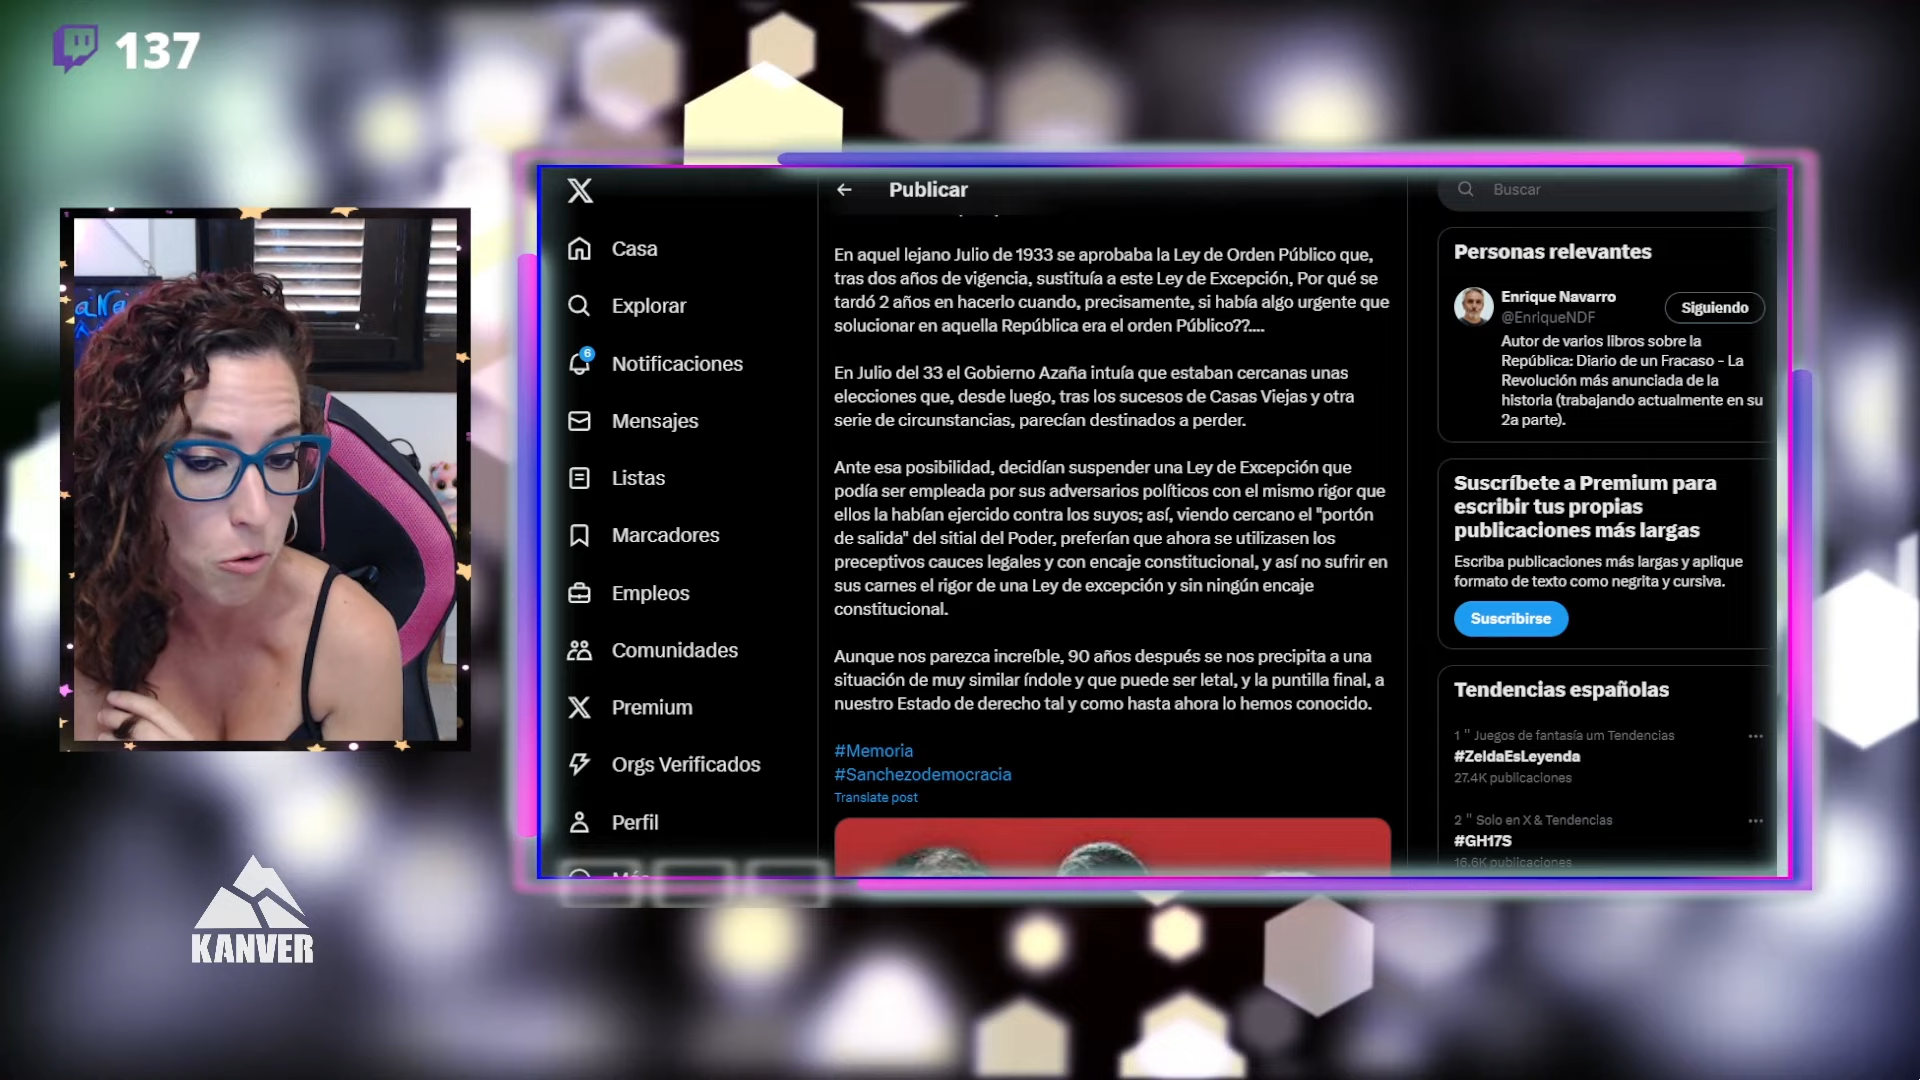 137
KANVER
Publicar
Casa
Explorar
6
Notificaciones
Mensajes
Listas
Marcadores
Empleos
Comunidades
Premium
Orgs Verificados
Perfil
Más
En aquel lejano Julio de 1933 se aprobaba la Ley de Orden Público que,
tras dos años de vigencia, sustituía a este Ley de Excepción, Por qué se
tardó 2 años en hacerlo cuando, precisamente, si había algo urgente que
solucionar en aquella República era el orden Público??....
En Julio del 33 el Gobierno Azaña intuía que estaban cercanas unas
elecciones que, desde luego, tras los sucesos de Casas Viejas y otra
serie de circunstancias, parecían destinados a perder.
Ante esa posibilidad, decidían suspender una Ley de Excepción que
podía ser empleada por sus adversarios políticos con el mismo rigor que
ellos la habían ejercido contra los suyos; así, viendo cercano el "portón
de salida" del sitial del Poder, preferían que ahora se utilizasen los
preceptivos cauces legales y con encaje constitucional, y así no sufrir en
sus carnes el rigor de una Ley de excepción y sin ningún encaje
constitucional.
Aunque nos parezca increíble, 90 años después se nos precipita a una
situación de muy similar índole y que puede ser letal, y la puntilla final, a
nuestro Estado de derecho tal y como hasta ahora lo hemos conocido.
#Memoria
#Sanchezodemocracia
Translate post
Buscar
Personas relevantes
Enrique Navarro
@EnriqueNDF
Siguiendo
Autor de varios libros sobre la
República: Diario de un Fracaso - La
Revolución más anunciada de la
historia (trabajando actualmente en su
2a parte).
Suscríbete a Premium para
escribir tus propias
publicaciones más largas
Escriba publicaciones más largas y aplique
formato de texto como negrita y cursiva.
Suscribirse
Tendencias españolas
1 " Juegos de fantasía um Tendencias
#ZeldaEsLeyenda
27.4K publicaciones
2 " Solo en X & Tendencias
#GH17S
16.6K publicaciones